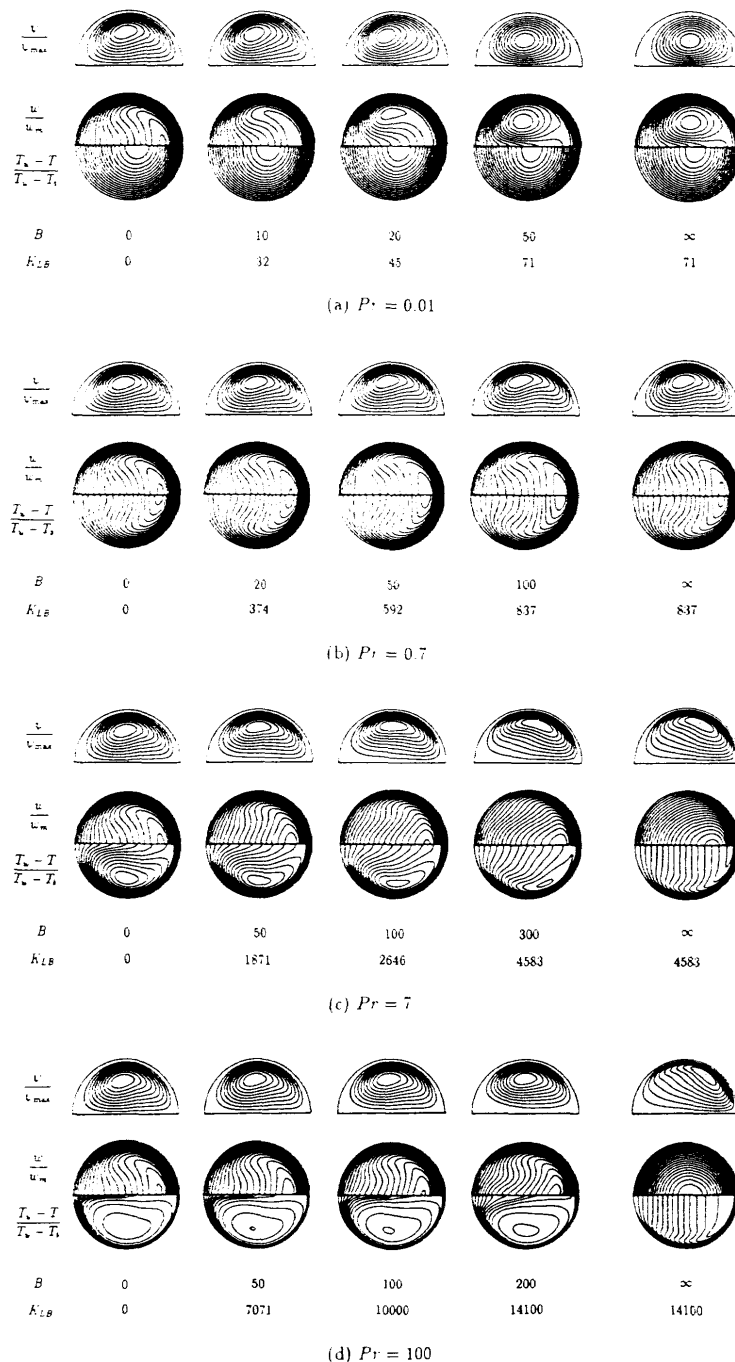 B 0 10 20 50 ∞
K_LB 0 32 45 71 71
(a) Pr = 0.01
u
u_m
B 0 20 50 100 ∞
K_LB 0 374 592 837 837
(b) Pr = 0.7
u
u_m
B 0 50 100 300 ∞
K_LB 0 1871 2646 4583 4583
(c) Pr = 7
B 0 50 100 200 ∞
K_LB 0 7071 10000 14100 14100
(d) Pr = 100